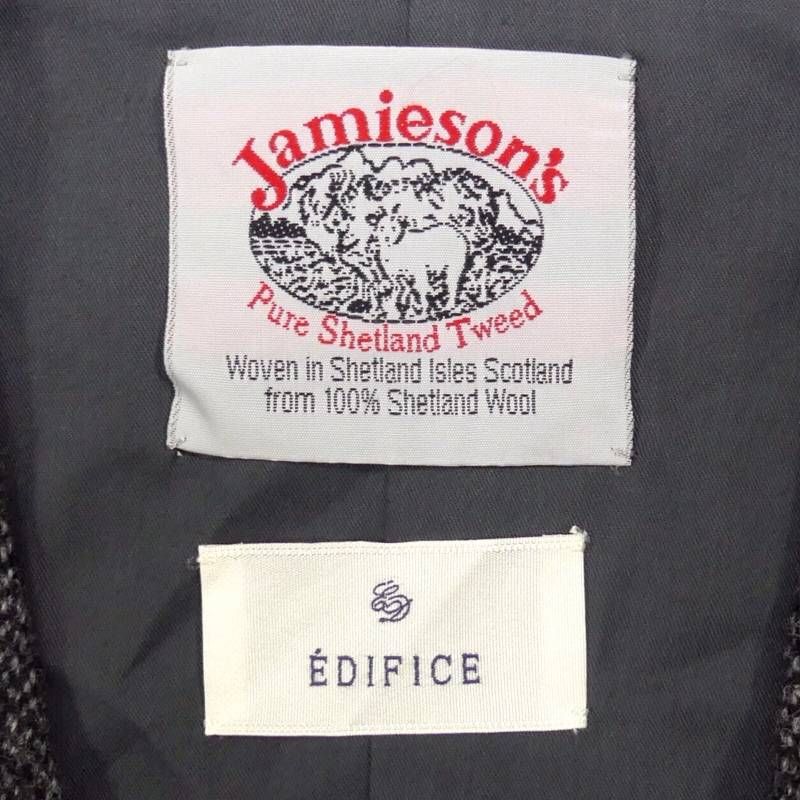 Jamieson's
Pure Shetland Tweed
Woven in Shetland Isles Scotland
from 100% Shetland Wool
ÉDIFICE